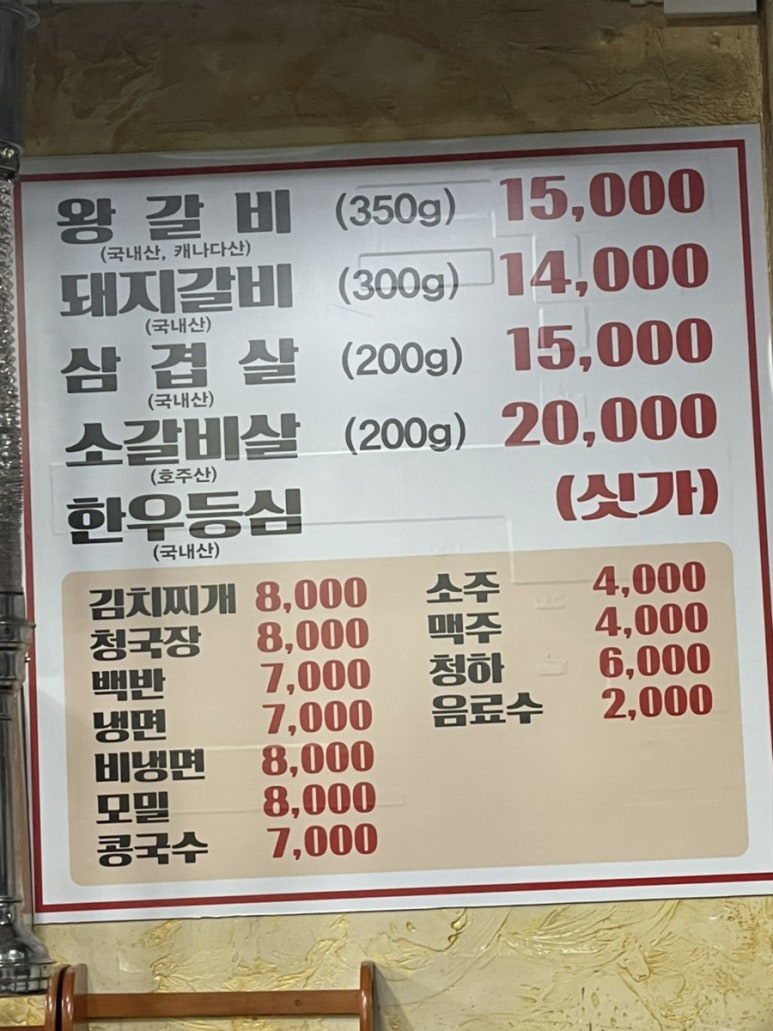 왕갈비 (350g) 15,000
(국내산, 캐나다산)
돼지갈비 (300g) 14,000
(국내산)
삼겹살 (200g) 15,000
(국내산)
소갈비살 (200g) 20,000
(호주산)
한우등심 (싯가)
(국내산)
김치찌개 8,000
청국장 8,000
백반 7,000
냉면 7,000
비냉면 8,000
모밀 8,000
콩국수 7,000
소주 4,000
맥주 4,000
청하 6,000
음료수 2,000